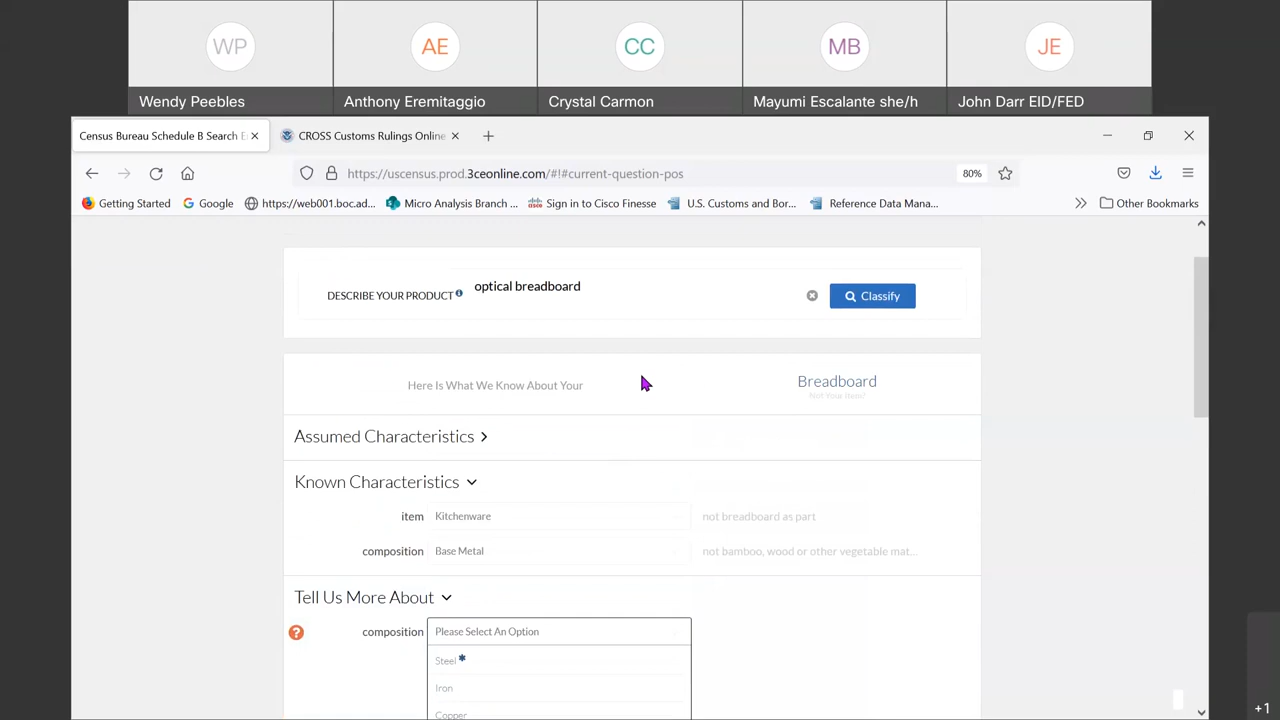 WP
AE
CC
MB
JE
Wendy Peebles
Anthony Eremitaggio
Crystal Carmon
Mayumi Escalante she/h
John Darr EID/FED
Census Bureau Schedule B Search E
CROSS Customs Rulings Online
https://uscensus.prod.3ceonline.com/#!#current-question-pos
80%
Getting Started
Google
https://web001.boc.ad...
Micro Analysis Branch ...
Sign in to Cisco Finesse
U.S. Customs and Bor...
Reference Data Mana...
Other Bookmarks
DESCRIBE YOUR PRODUCT
optical breadboard
Classify
Here Is What We Know About Your
Breadboard
Not Your Item?
Assumed Characteristics
Known Characteristics
item
Kitchenware
not breadboard as part
composition
Base Metal
not bamboo, wood or other vegetable mat...
Tell Us More About
composition
Please Select An Option
Steel *
Iron
Copper
+1